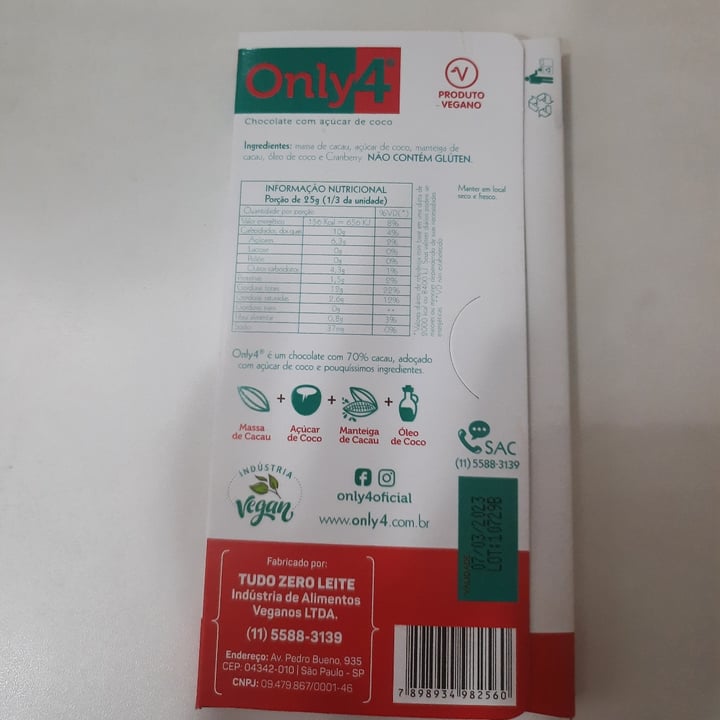 Only4®
PRODUTO
VEGANO
Chocolate com açúcar de coco
Ingredientes: massa de cacau, açúcar de coco, manteiga de
cacau, óleo de coco e Cranberry. NÃO CONTÉM GLÚTEN.
Manter em local
seco e fresco.
INFORMAÇÃO NUTRICIONAL
Porção de 25g (1/3 da unidade)
Quantidade por porção %VD(*)
Valor energético 156 Kcal = 656 KJ 8%
Carboidratos, dos quais: 10g 4%
Açúcares 6,3g 2%
Lactose 0g 0%
Polióis 0g 0%
Outros carboidratos 4,3g 1%
Proteínas 1,5g 2%
Gorduras totais 12g 22%
Gorduras saturadas 2,6g 12%
Gorduras trans 0g **
Fibra alimentar 0,8g 3%
Sódio 37mg 0%
Only4® é um chocolate com 70% cacau, adoçado
com açúcar de coco e pouquíssimos ingredientes.
+ + +
Massa
de Cacau
Açúcar
de Coco
Manteiga
de Cacau
Óleo
de Coco
SAC
(11) 5588-3139
INDÚSTRIA
Vegan
only4oficial
www.only4.com.br
VALIDADE
07/03/2023
LOT:10729B
Fabricado por:
TUDO ZERO LEITE
Indústria de Alimentos
Veganos LTDA.
(11) 5588-3139
Endereço: Av. Pedro Bueno, 935
CEP: 04342-010 | São Paulo - SP
CNPJ: 09.479.867/0001-46
7 898934 982560